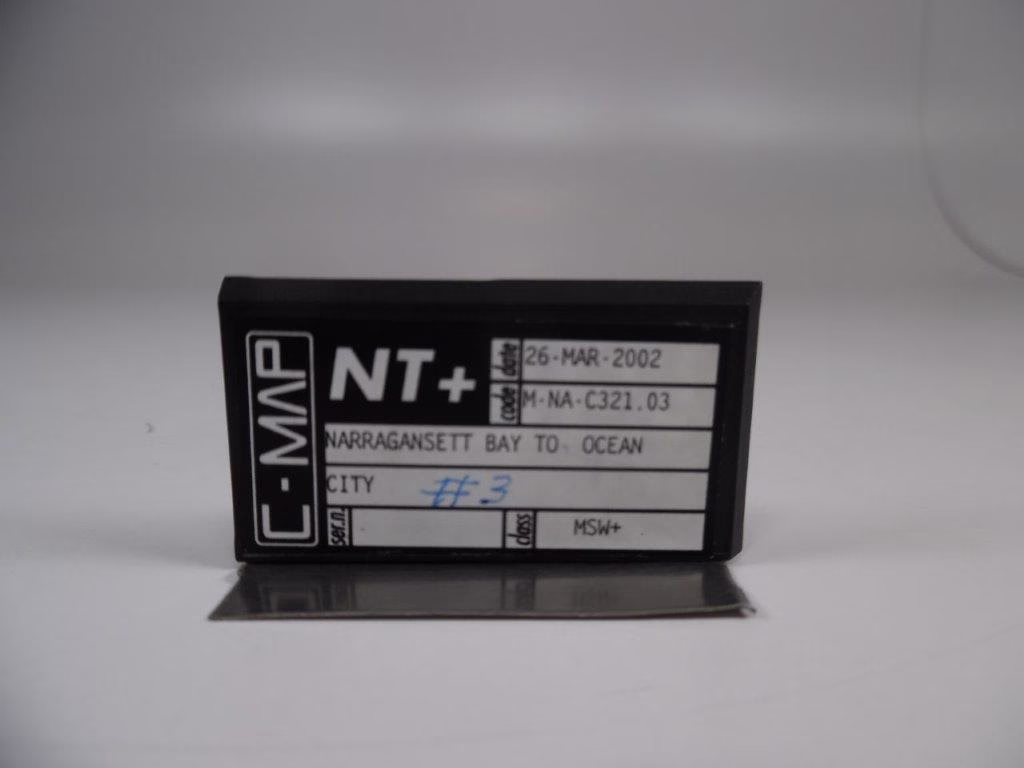 C-MAP
NT+
date 26-MAR-2002
code M-NA-C321.03
NARRAGANSETT BAY TO OCEAN
CITY #3
ser.n. class MSW+